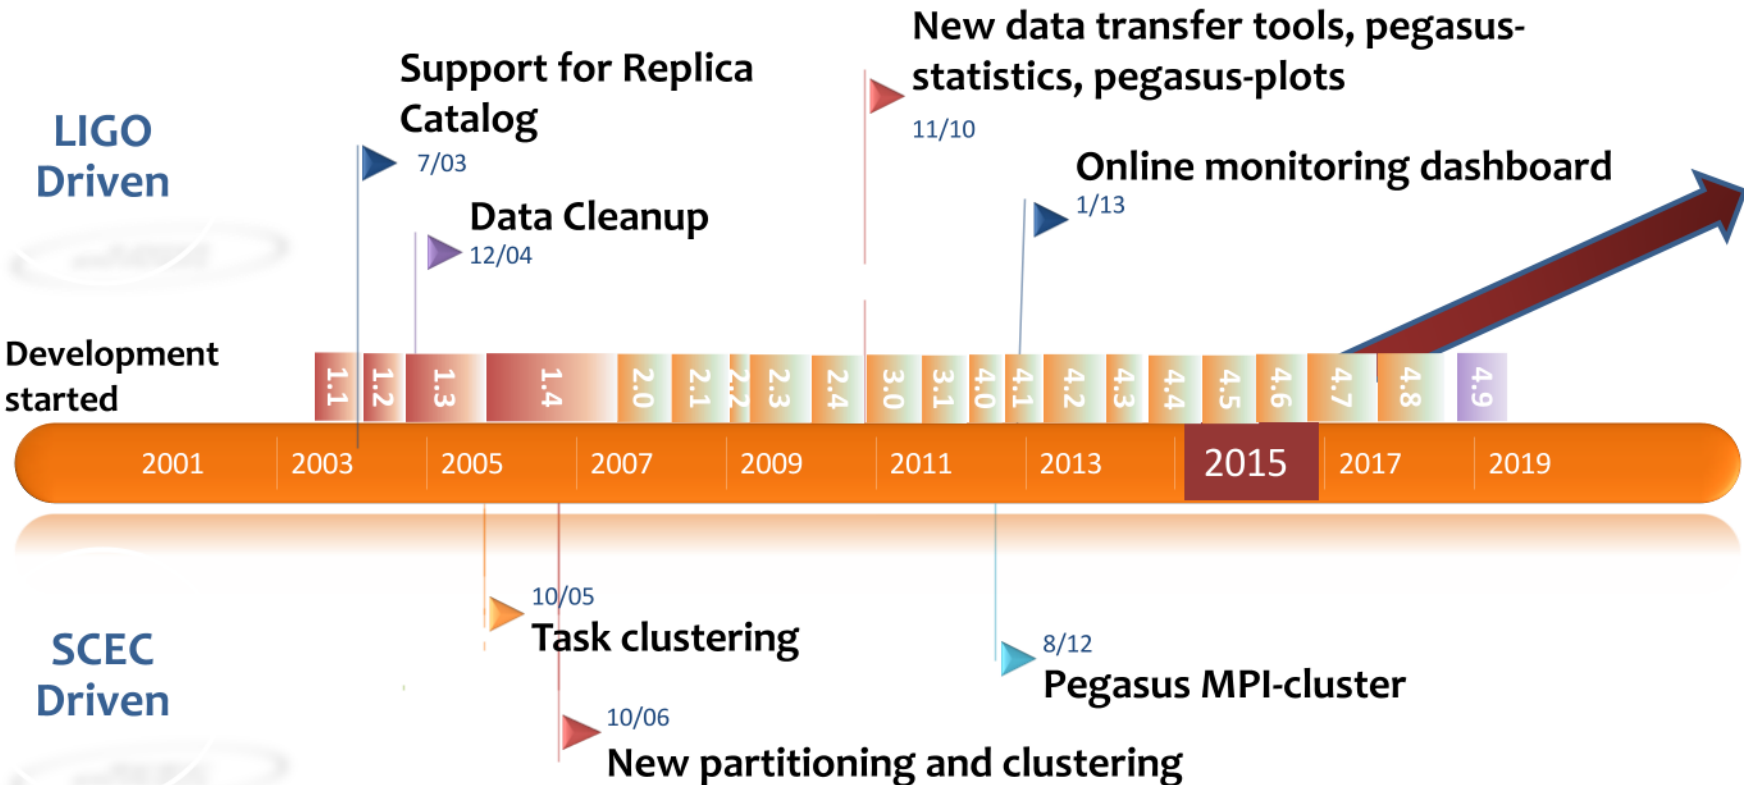 New data transfer tools, pegasus-
statistics, pegasus-plots
11/10
Support for Replica
Catalog
7/03
LIGO
Driven
Online monitoring dashboard
1/13
Data Cleanup
12/04
Development
started
1.1 1.2 1.3 1.4 2.0 2.1 2.2 2.3 2.4 3.0 3.1 4.0 4.1 4.2 4.3 4.4 4.5 4.6 4.7 4.8 4.9
2001 2003 2005 2007 2009 2011 2013 2015 2017 2019
10/05
Task clustering
SCEC
Driven
8/12
Pegasus MPI-cluster
10/06
New partitioning and clustering